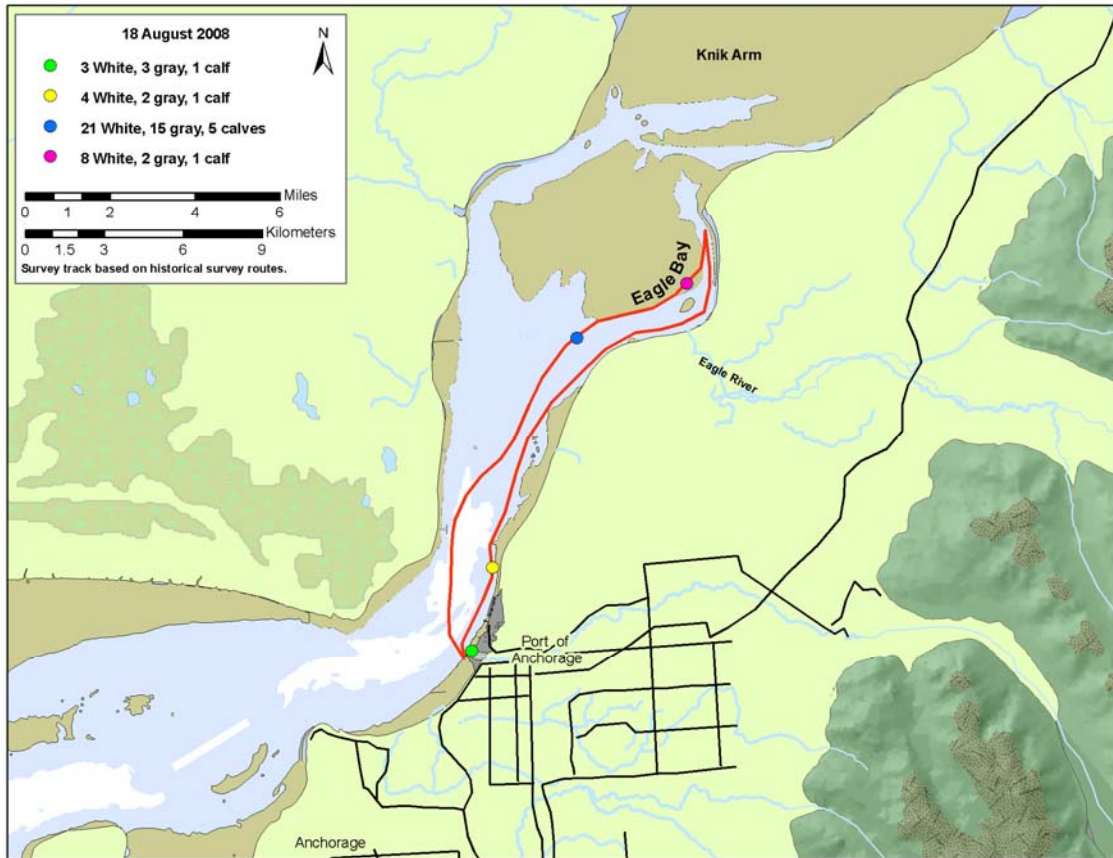 18 August 2008
N
3 White, 3 gray, 1 calf
4 White, 2 gray, 1 calf
21 White, 15 gray, 5 calves
8 White, 2 gray, 1 calf
Miles
0 1 2 4 6
Kilometers
0 1.5 3 6 9
Survey track based on historical survey routes.
Knik Arm
Eagle Bay
Eagle River
Port of
Anchorage
Anchorage